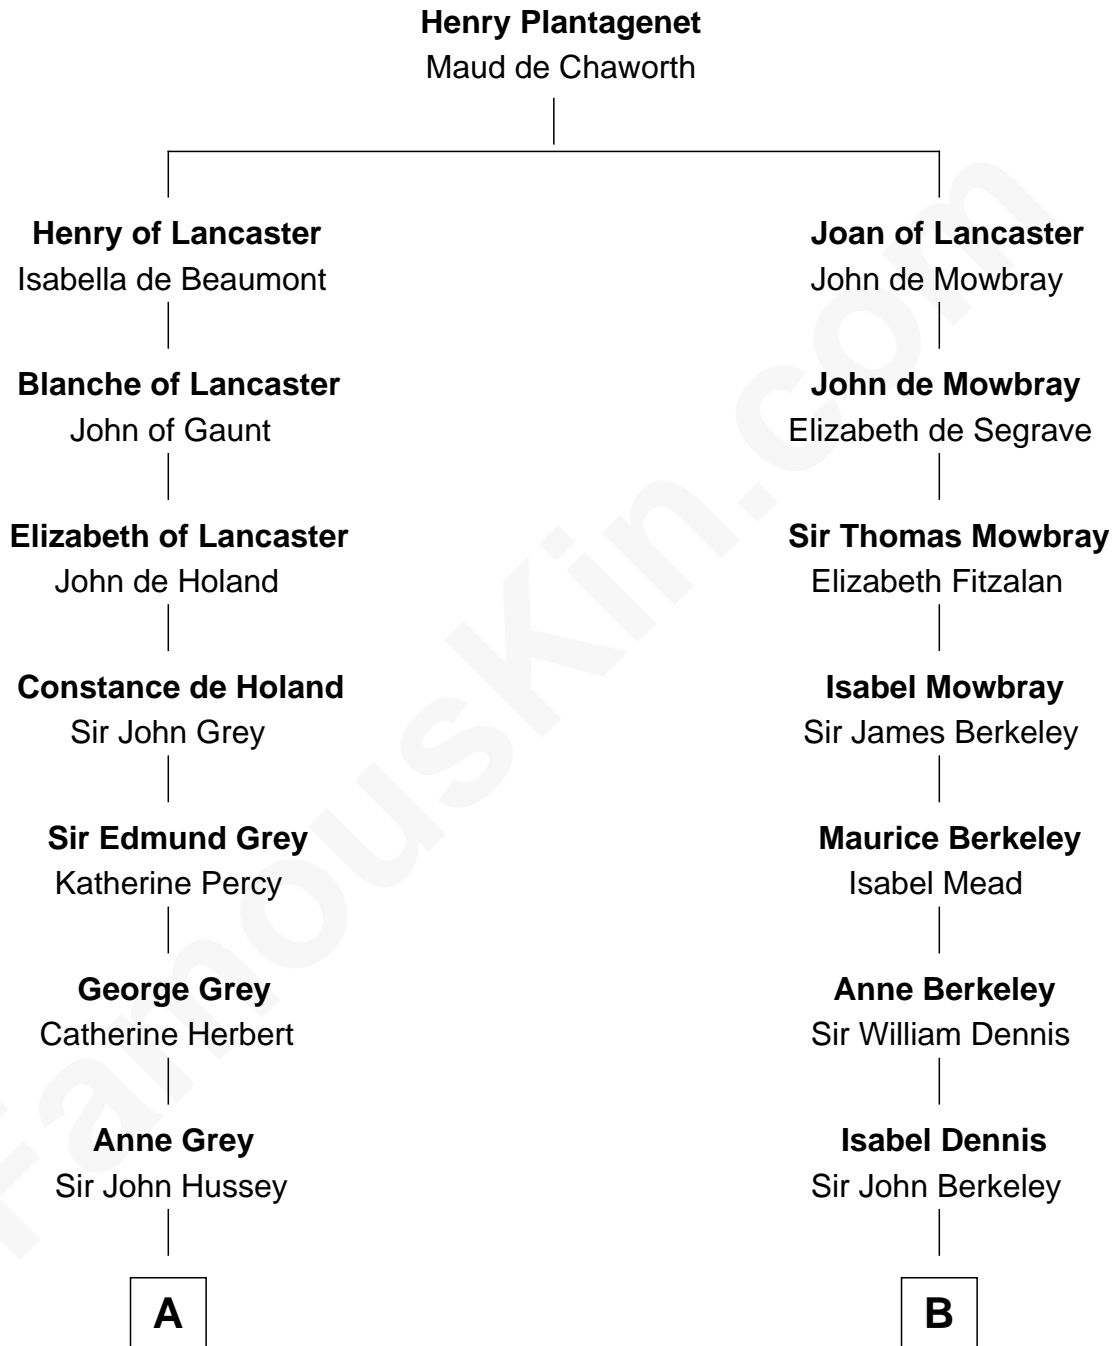 Henry Plantagenet
Maud de Chaworth
Henry of Lancaster
Isabella de Beaumont
Joan of Lancaster
John de Mowbray
Blanche of Lancaster
John of Gaunt
John de Mowbray
Elizabeth de Segrave
Elizabeth of Lancaster
John de Holand
Sir Thomas Mowbray
Elizabeth Fitzalan
Constance de Holand
Sir John Grey
Isabel Mowbray
Sir James Berkeley
Sir Edmund Grey
Katherine Percy
Maurice Berkeley
Isabel Mead
George Grey
Catherine Herbert
Anne Berkeley
Sir William Dennis
Anne Grey
Sir John Hussey
Isabel Dennis
Sir John Berkeley
A
B
FamousKin.com